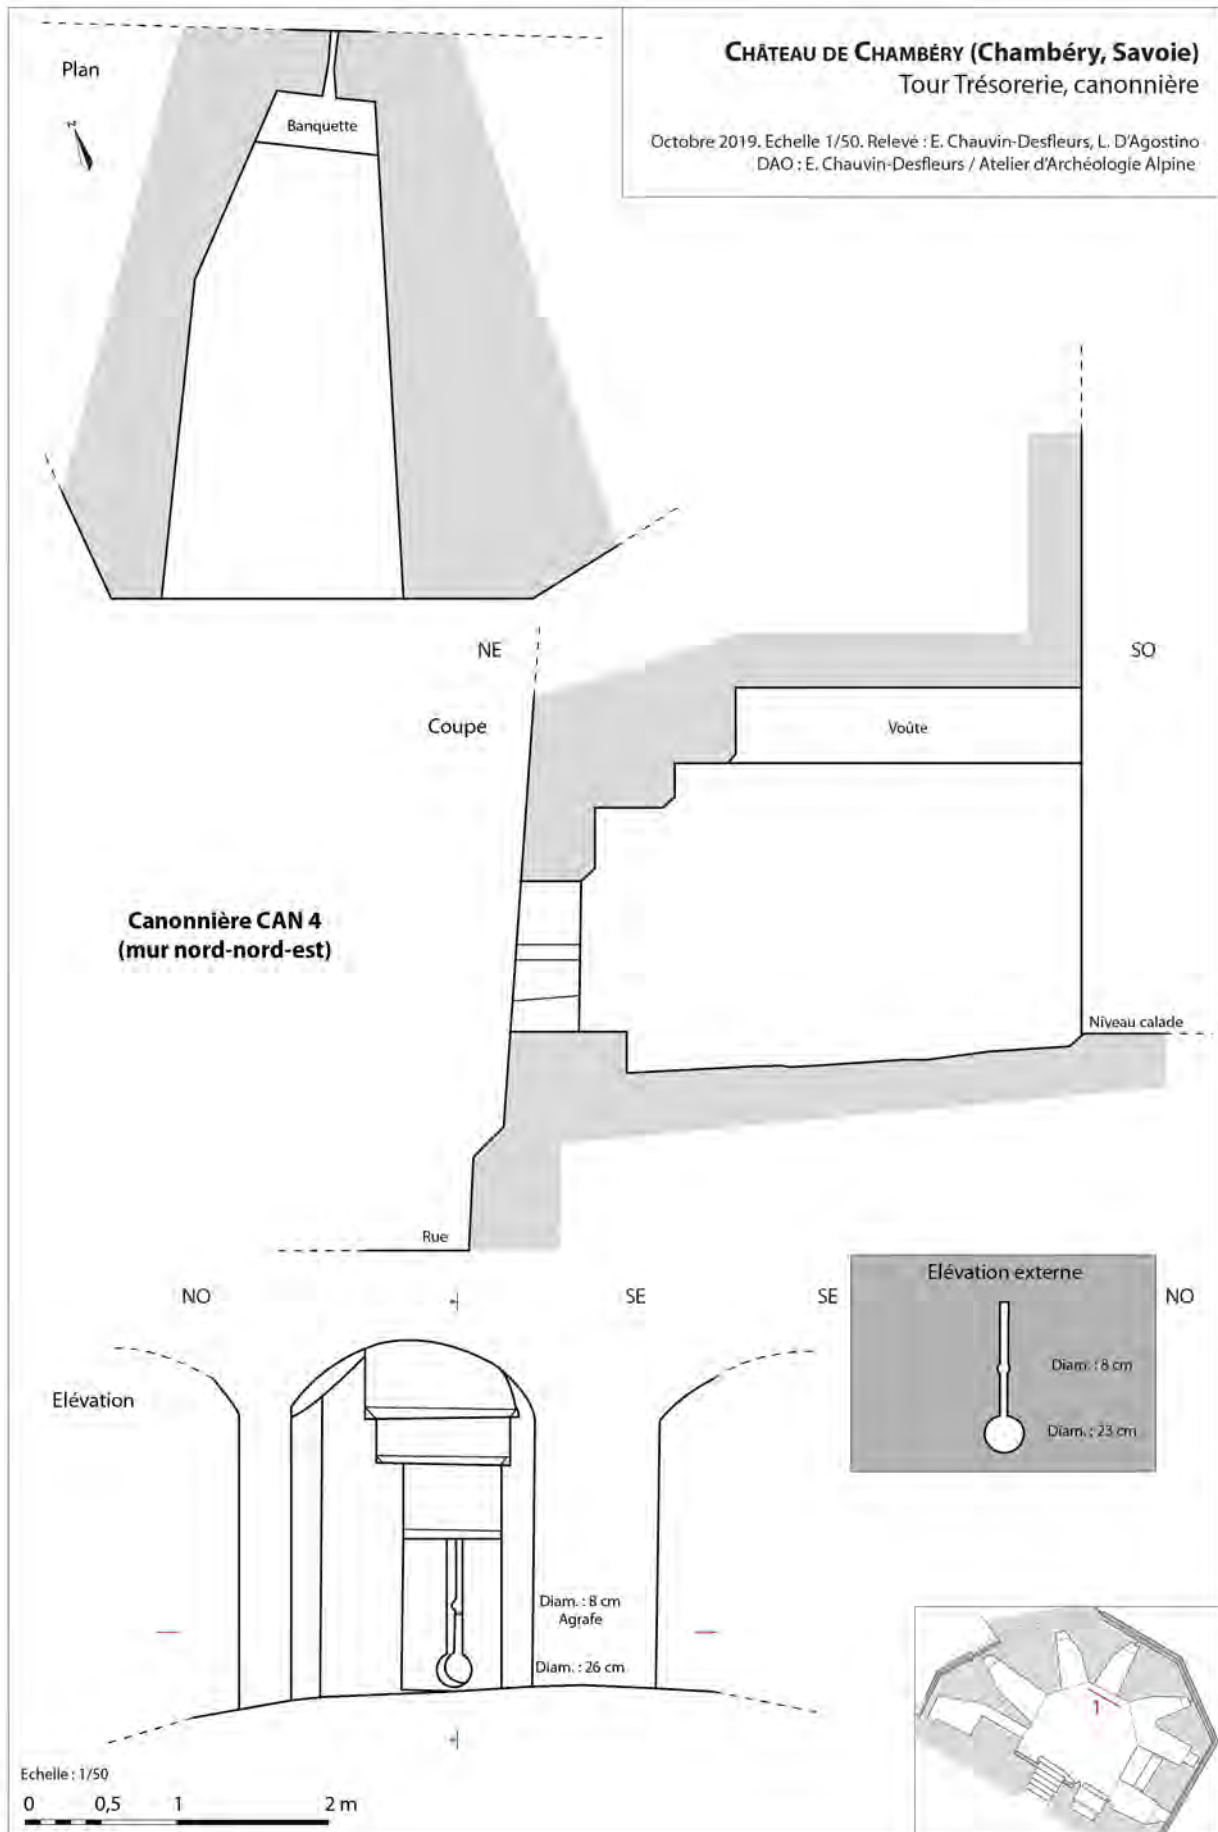 Plan
CHÂTEAU DE CHAMBÉRY (Chambéry, Savoie)
Tour Trésorerie, canonnière
Octobre 2019. Echelle 1/50. Relevé : E. Chauvin-Desfleurs, L. D'Agostino
DAO : E. Chauvin-Desfleurs / Atelier d'Archéologie Alpine
Banquette
NE
SO
Coupe
Voûte
Canonnière CAN 4
(mur nord-nord-est)
Niveau calade
Rue
Elévation externe
NO
SE
SE
NO
Diam. : 8 cm
Elévation
Diam. : 23 cm
Diam. : 8 cm
Agrafe
Diam. : 26 cm
1
Echelle : 1/50
0 0,5 1 2 m